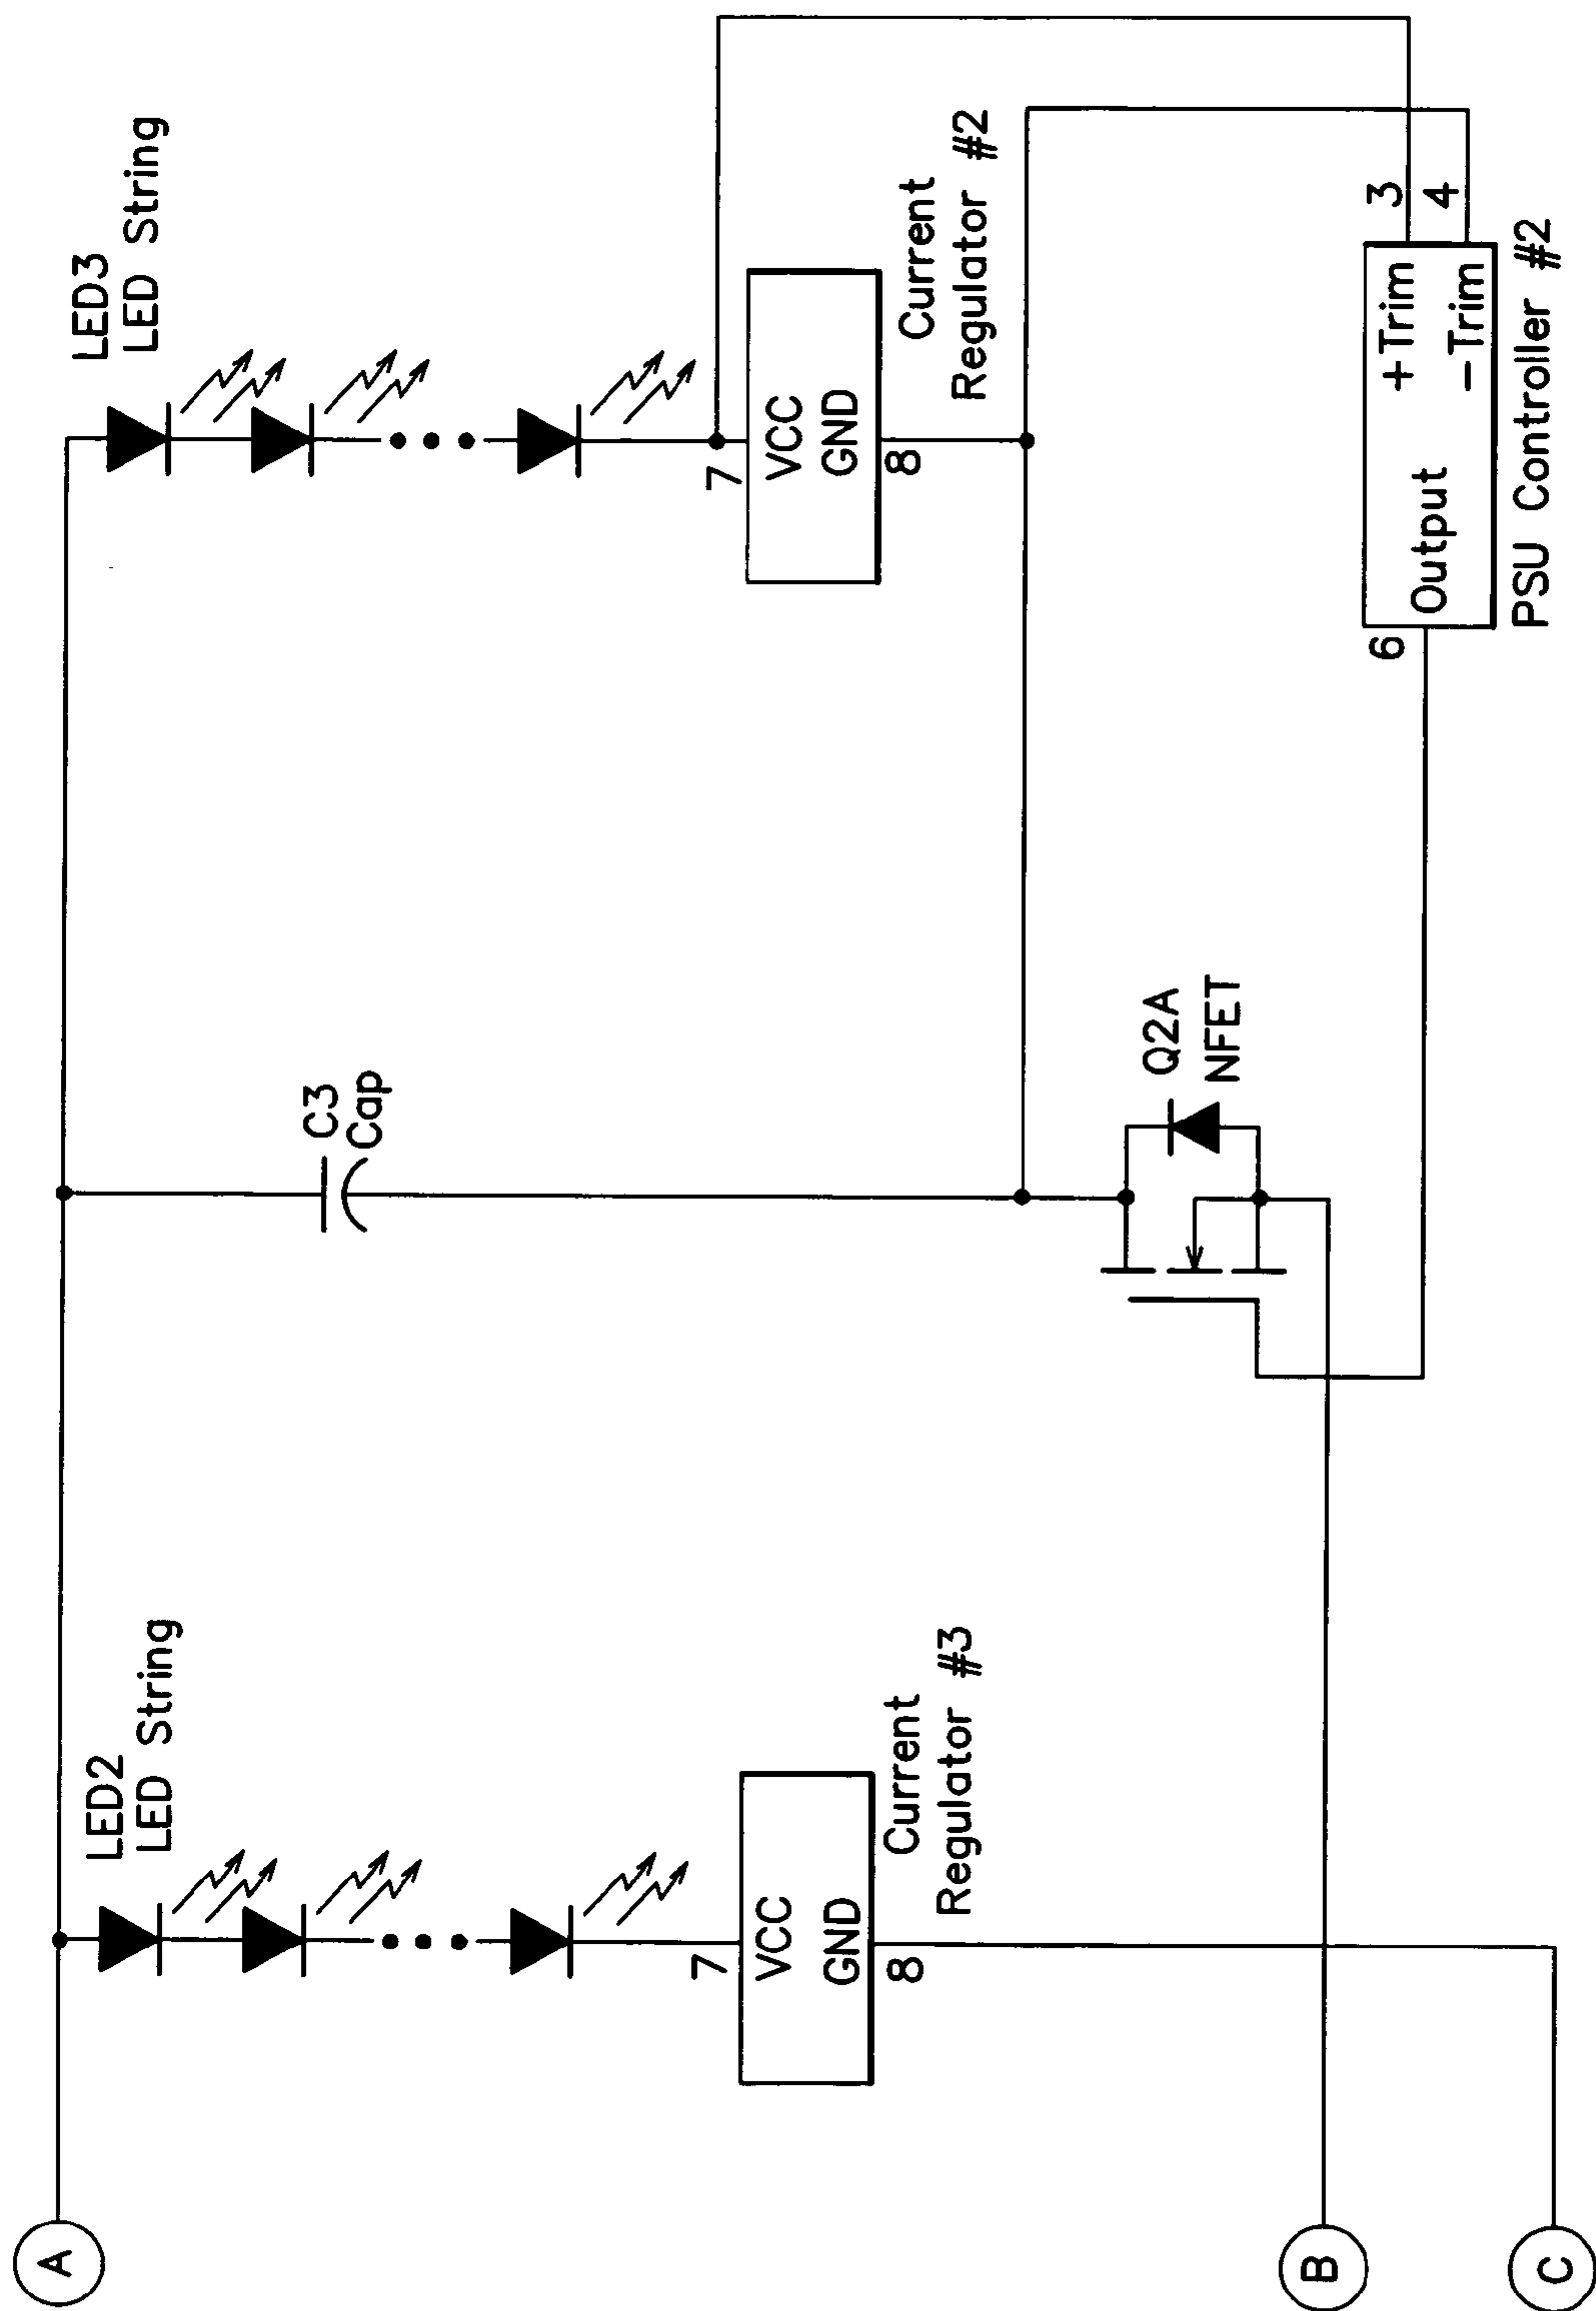 LED3
LED String
7
VCC
GND
8
Current
Regulator #2
C3
Cap
Q2A
NFET
3
4
+Trim
−Trim
Output
6
PSU Controller #2
LED2
LED String
7
VCC
GND
8
Current
Regulator #3
A
B
C